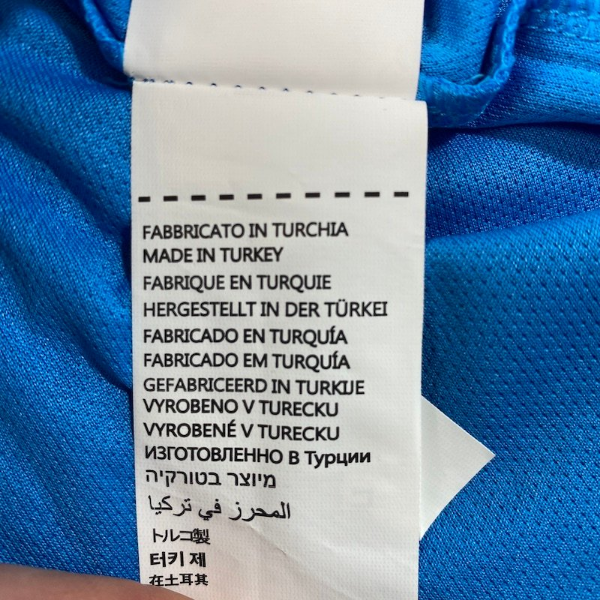 FABBRICATO IN TURCHIA
MADE IN TURKEY
FABRIQUE EN TURQUIE
HERGESTELLT IN DER TÜRKEI
FABRICADO EN TURQUÍA
FABRICADO EM TURQUÍA
GEFABRICEERD IN TURKIJE
VYROBENO V TURECKU
VYROBENÉ V TURECKU
ИЗГОТОВЛЕННО В Турции
מיוצר בטורקיה
المحرز في تركيا
トルコ製
터키 제
在土耳其